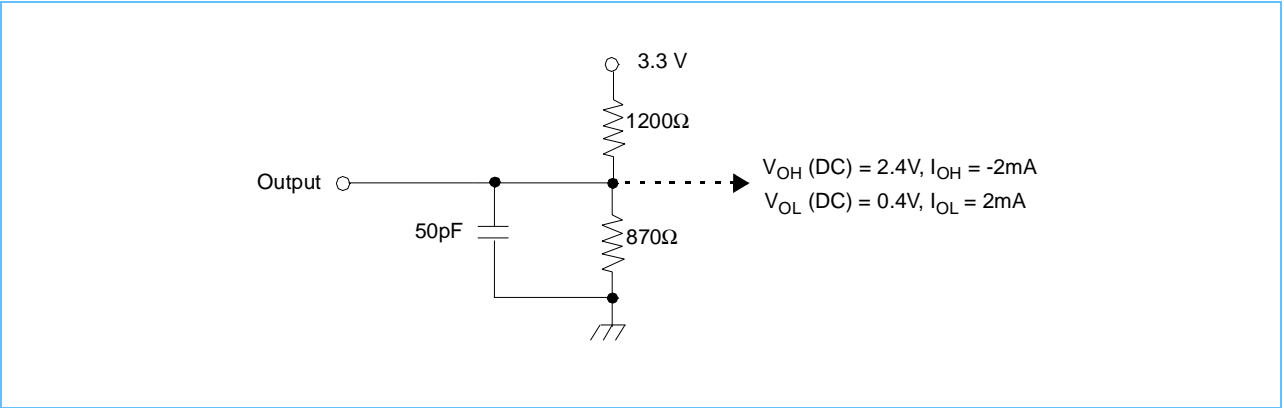 3.3 V
1200Ω
Output
V_OH (DC) = 2.4V, I_OH = -2mA
V_OL (DC) = 0.4V, I_OL = 2mA
50pF
870Ω